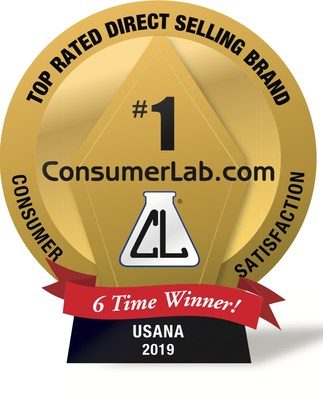 TOP RATED DIRECT SELLING BRAND
#1
ConsumerLab.com
CL®
CONSUMER
SATISFACTION
6 Time Winner!
USANA
2019